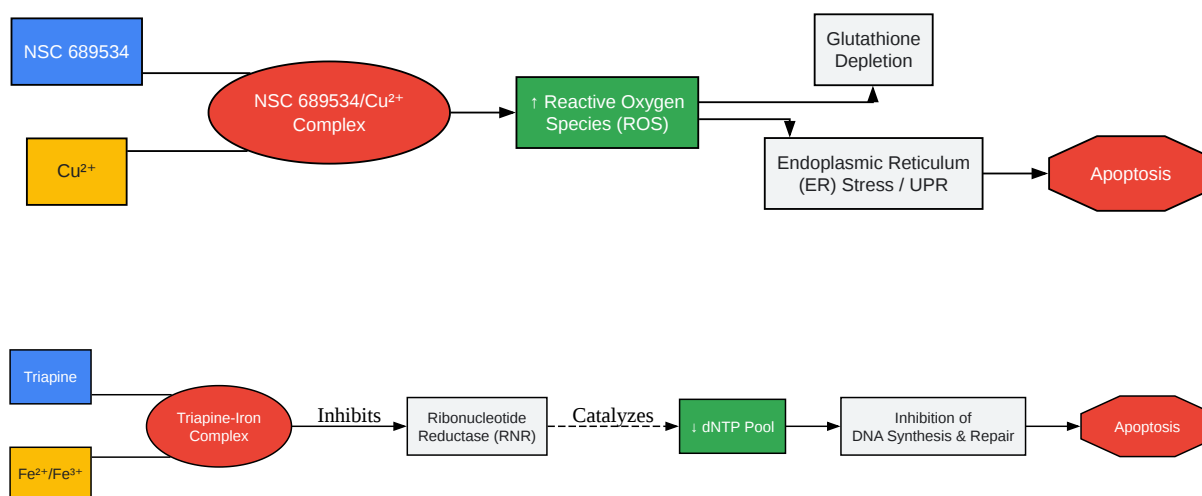 NSC 689534
Cu²⁺
NSC 689534/Cu²⁺
Complex
↑ Reactive Oxygen
Species (ROS)
Glutathione
Depletion
Endoplasmic Reticulum
(ER) Stress / UPR
Apoptosis
Triapine
Fe²⁺/Fe³⁺
Triapine-Iron
Complex
Inhibits
Ribonucleotide
Reductase (RNR)
Catalyzes
↓ dNTP Pool
Inhibition of
DNA Synthesis & Repair
Apoptosis